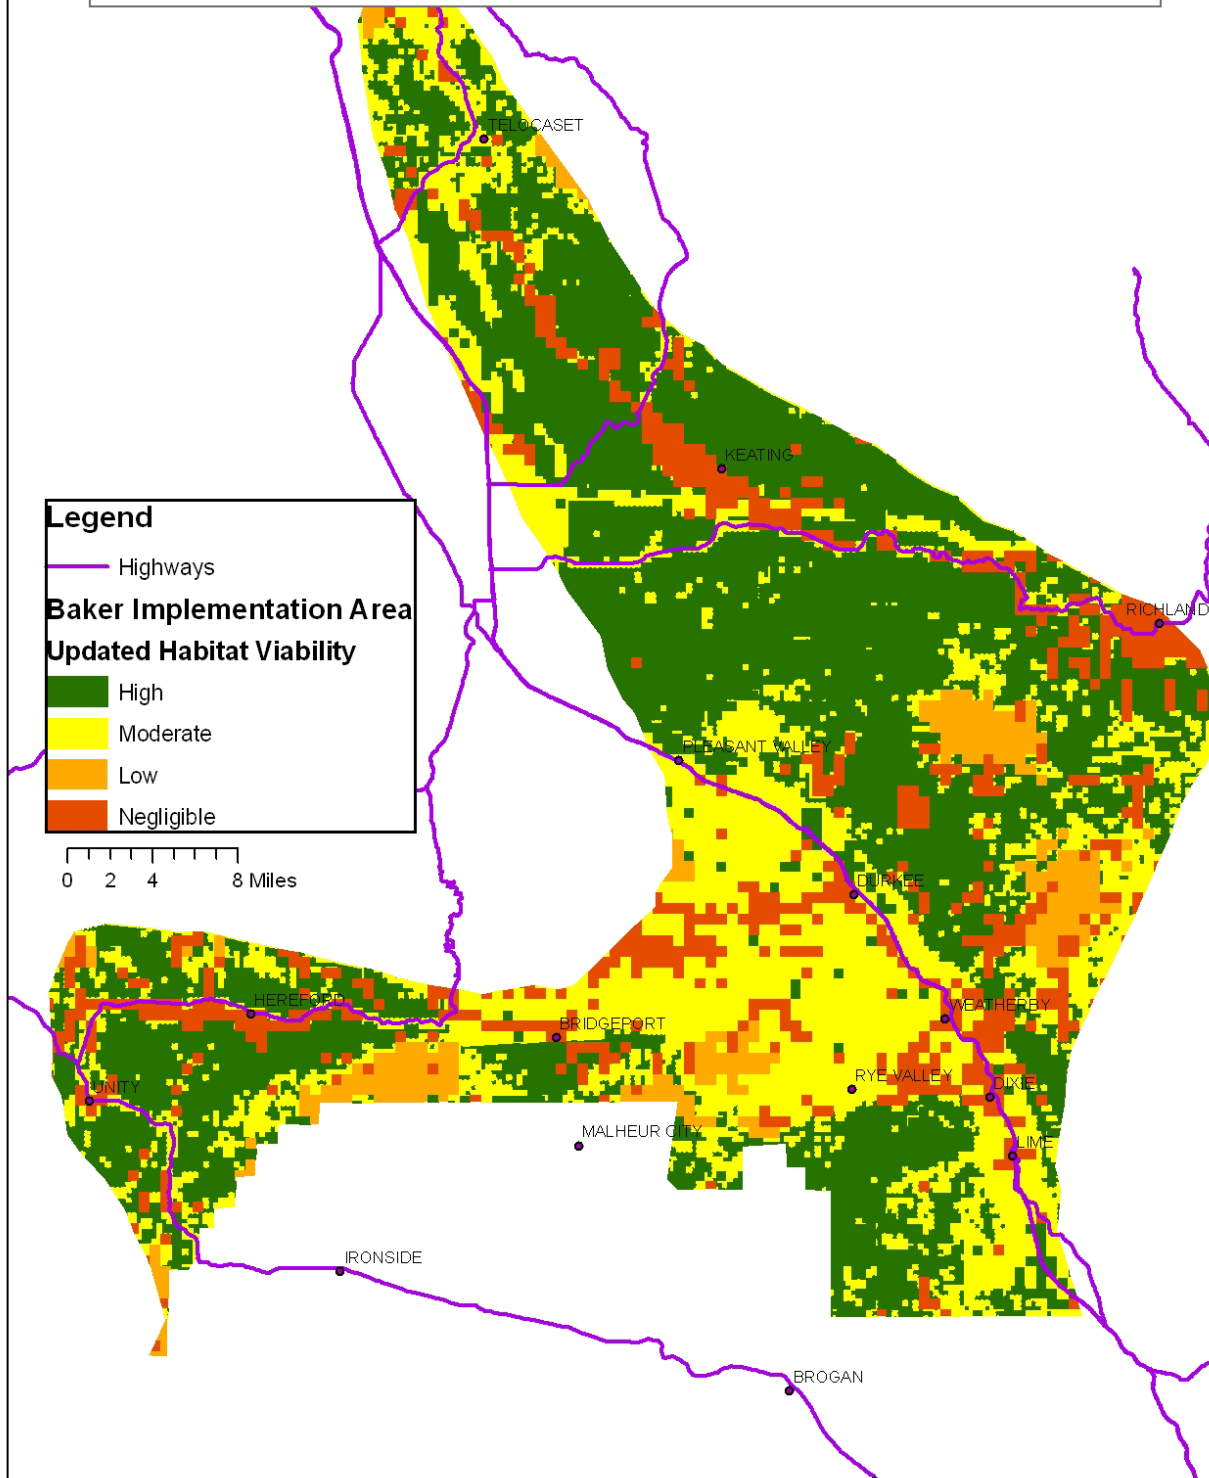 TELOCASET
KEATING
Legend
Highways
Baker Implementation Area
Updated Habitat Viability
High
Moderate
Low
Negligible
0 2 4 8 Miles
RICHLAND
PLEASANT VALLEY
DURKEE
HEREFORD
WEATHERBY
BRIDGEPORT
UNITY
RYE VALLEY
DIXIE
MALHEUR CITY
LIME
IRONSIDE
BROGAN